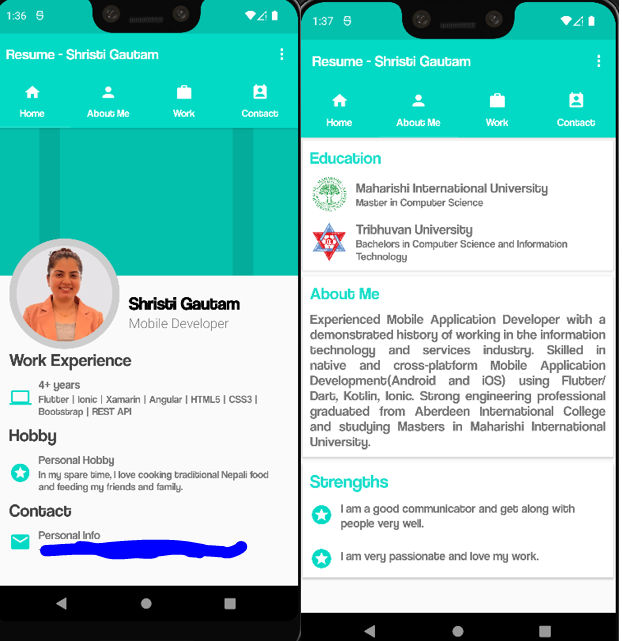 1:36
Resume - Shristi Gautam
Home
About Me
Work
Contact
Shristi Gautam
Mobile Developer
Work Experience
4+ years
Flutter | Ionic | Xamarin | Angular | HTML5 | CSS3 |
Bootstrap | REST API
Hobby
Personal Hobby
In my spare time, I love cooking traditional Nepali food
and feeding my friends and family.
Contact
Personal Info
1:37
Resume - Shristi Gautam
Home
About Me
Work
Contact
Education
Maharishi International University
Master in Computer Science
Tribhuvan University
Bachelors in Computer Science and Information
Technology
About Me
Experienced Mobile Application Developer with a
demonstrated history of working in the information
technology and services industry. Skilled in
native and cross-platform Mobile Application
Development(Android and iOS) using Flutter/
Dart, Kotlin, Ionic. Strong engineering professional
graduated from Aberdeen International College
and studying Masters in Maharishi International
University.
Strengths
I am a good communicator and get along with
people very well.
I am very passionate and love my work.